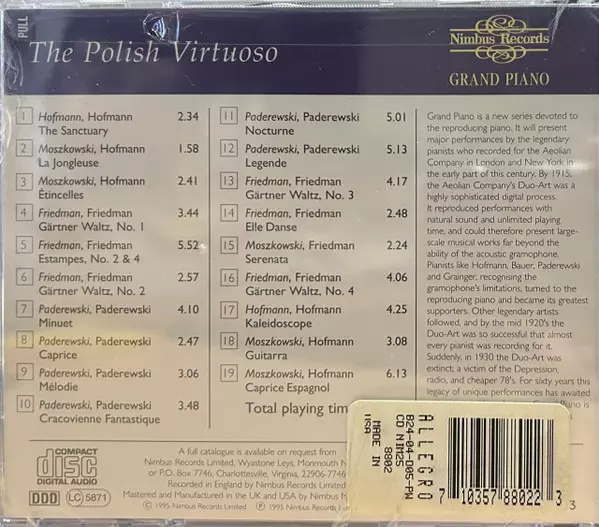 PULL
The Polish Virtuoso
Nimbus Records
GRAND PIANO
1 Hofmann, Hofmann 2.34
The Sanctuary
2 Moszkowski, Hofmann 1.58
La Jongleuse
3 Moszkowski, Hofmann 2.41
Étincelles
4 Friedman, Friedman 3.44
Gärtner Waltz, No. 1
5 Friedman, Friedman 5.52
Estampes, No. 2 & 4
6 Friedman, Friedman 2.57
Gärtner Waltz, No. 2
7 Paderewski, Paderewski 4.10
Minuet
8 Paderewski, Paderewski 2.47
Caprice
9 Paderewski, Paderewski 3.06
Mélodie
10 Paderewski, Paderewski 3.48
Cracovienne Fantastique
11 Paderewski, Paderewski 5.01
Nocturne
12 Paderewski, Paderewski 5.13
Legende
13 Friedman, Friedman 4.17
Gärtner Waltz, No. 3
14 Friedman, Friedman 2.48
Elle Danse
15 Moszkowski, Friedman 2.24
Serenata
16 Friedman, Friedman 4.06
Gärtner Waltz, No. 4
17 Hofmann, Hofmann 4.25
Kaleidoscope
18 Moszkowski, Hofmann 3.08
Guitarra
19 Moszkowski, Hofmann 6.13
Caprice Espagnol
Total playing tim
Grand Piano is a new series devoted to
the reproducing piano. It will present
major performances by the legendary
pianists who recorded for the Aeolian
Company in London and New York in
the early part of this century. By 1915,
the Aeolian Company's Duo-Art was a
highly sophisticated digital process.
It reproduced performances with
natural sound and unlimited playing
time, and could therefore present large-
scale musical works far beyond the
ability of the acoustic gramophone.
Pianists like Hofmann, Bauer, Paderewski
and Grainger, recognising the
gramophone's limitations, turned to the
reproducing piano and became its greatest
supporters. Other legendary artists
followed, and by the mid 1920's the
Duo-Art was so successful that almost
every pianist was recording for it.
Suddenly, in 1930 the Duo-Art was
extinct; a victim of the Depression,
radio, and cheaper 78's. For sixty years this
legacy of unique performances has awaited
Piano is
COMPACT
disc
DIGITAL AUDIO
DDD LC 5871
A full catalogue is available on request from
Nimbus Records Limited, Wyastone Leys, Monmouth N
or P.O. Box 7746, Charlottesville, Virginia, 22906-7746
Recorded in England by Nimbus Records Limited.
Mastered and Manufactured in the UK and USA by Nimbus M
℗ 1995 Nimbus Records Limited © 1995 Nimbus Records Limi
ALLEGRO
B24-04-D05-PW
CD NIM25
8802
MADE IN
USA
7 10357 88022 3
3